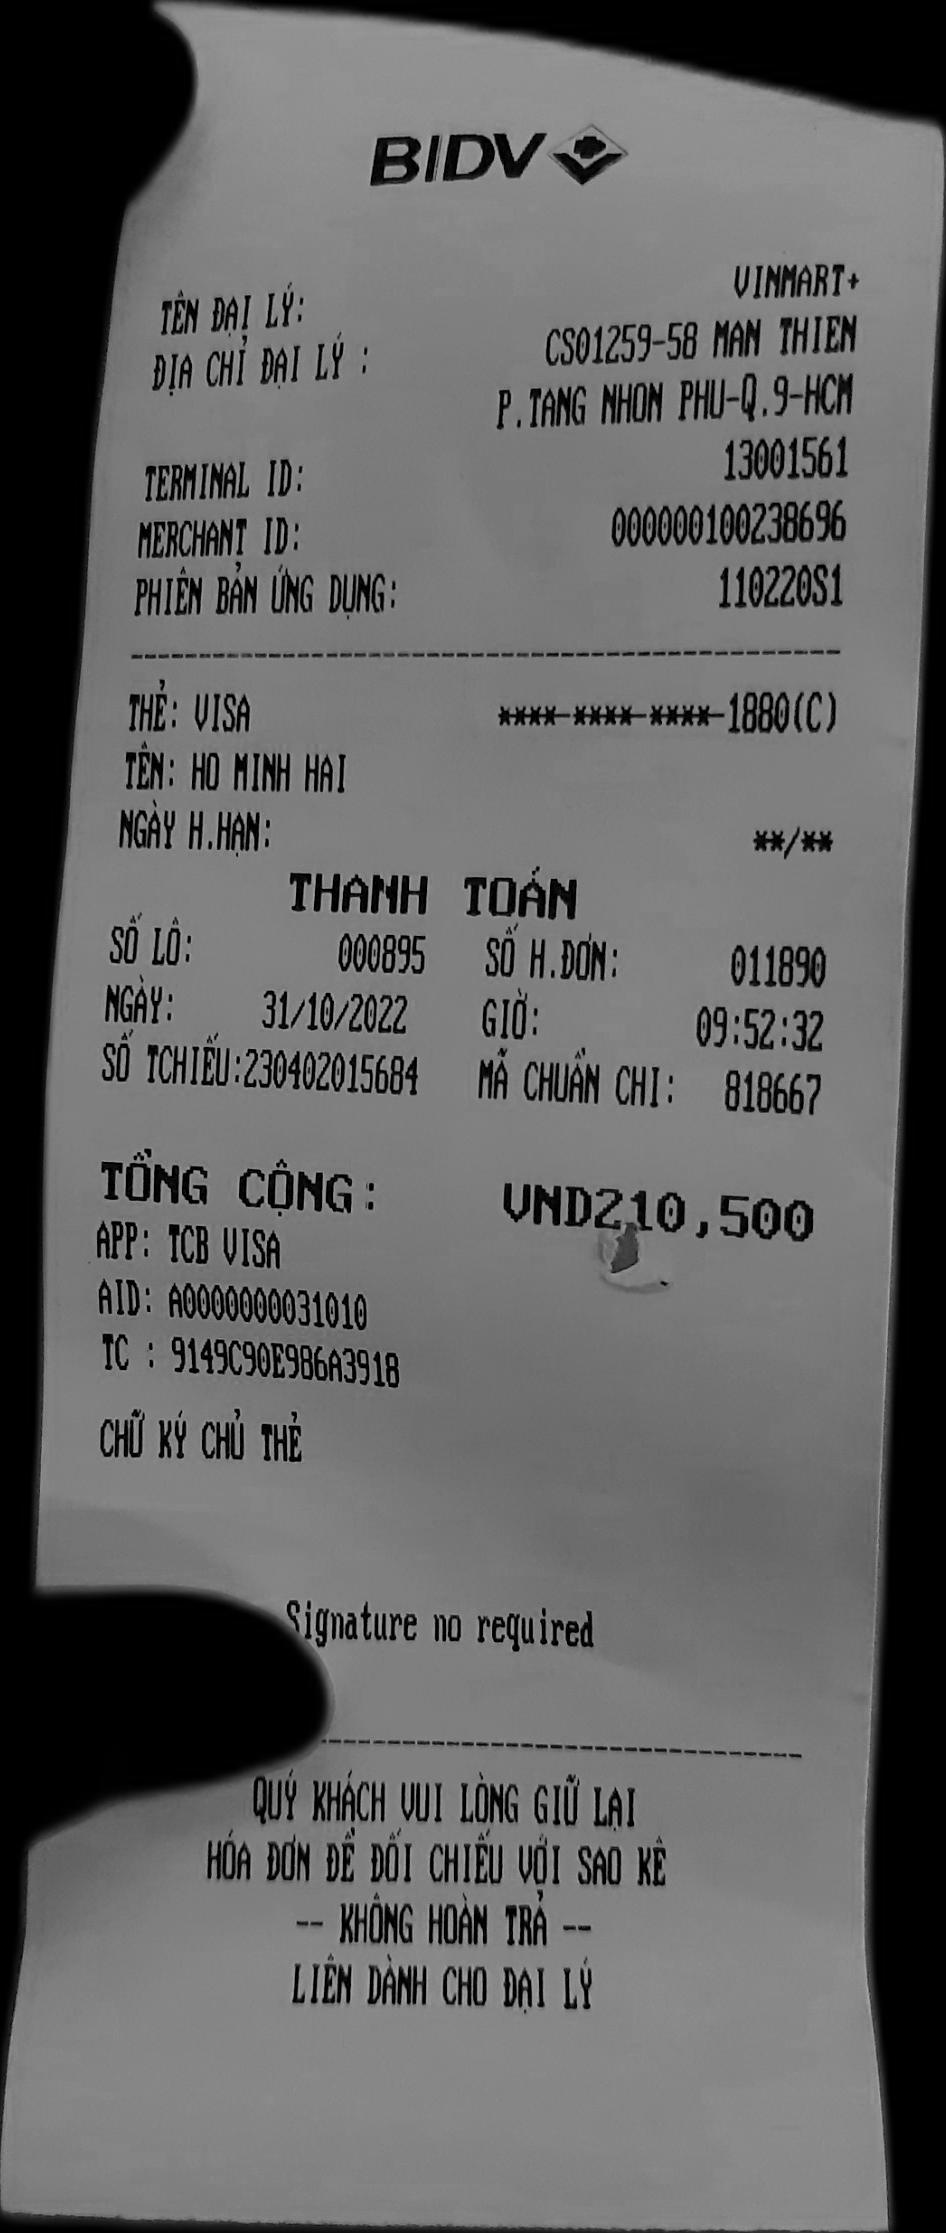 BIDV
TÊN ĐẠI LÝ: VINMART+
ĐỊA CHỈ ĐẠI LÝ : CS01259-58 MAN THIEN
P.TANG NHON PHU-Q.9-HCM
TERMINAL ID: 13001561
MERCHANT ID: 000000100238696
PHIÊN BẢN ỨNG DỤNG: 110220S1
THẺ: VISA ****-****-****-1880(C)
TÊN: HO MINH HAI
NGÀY H.HẠN: **/**
THANH TOÁN
SỐ LÔ: 000895 SỐ H.ĐƠN: 011890
NGÀY: 31/10/2022 GIỜ: 09:52:32
SỐ TCHIẾU:230402015684 MÃ CHUẨN CHI: 818667
TỔNG CỘNG: VND210,500
APP: TCB VISA
AID: A0000000031010
TC : 9149C90E986A3918
CHỮ KÝ CHỦ THẺ
Signature no required
QUÝ KHÁCH VUI LÒNG GIỮ LẠI
HÓA ĐƠN ĐỂ ĐỐI CHIẾU VỚI SAO KÊ
-- KHÔNG HOÀN TRẢ --
LIÊN DÀNH CHO ĐẠI LÝ